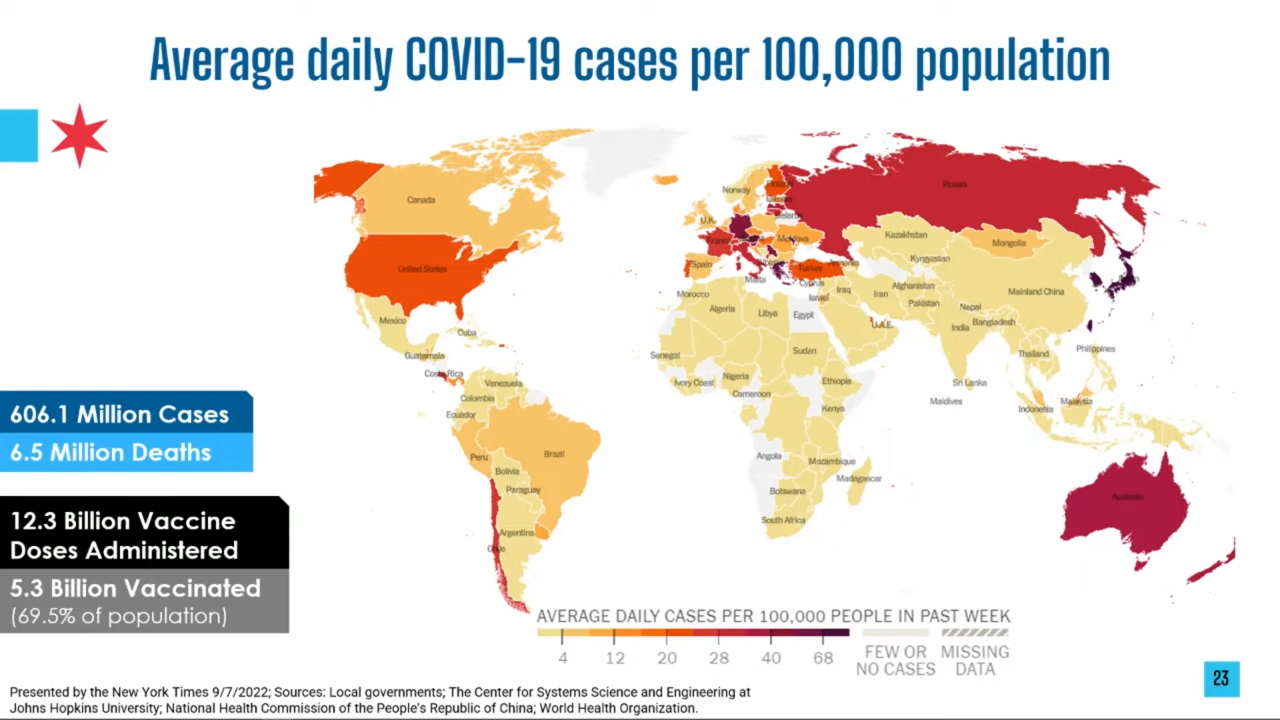 Average daily COVID-19 cases per 100,000 population
Canada
United States
Mexico
Cuba
Guatemala
Costa Rica
Venezuela
Colombia
Ecuador
Peru
Brazil
Bolivia
Paraguay
Argentina
Chile
Norway
Finland
U.K.
Belarus
France
Moldova
Spain
Turkey
Armenia
Malta
Cyprus
Israel
Iraq
Iran
Russia
Kazakhstan
Mongolia
Kyrgyzstan
Afghanistan
Pakistan
Mainland China
Nepal
Bangladesh
India
U.A.E.
Thailand
Philippines
Sri Lanka
Maldives
Malaysia
Indonesia
Morocco
Algeria
Libya
Egypt
Senegal
Sudan
Ivory Coast
Nigeria
Cameroon
Ethiopia
Kenya
Angola
Mozambique
Madagascar
Botswana
South Africa
Australia
606.1 Million Cases
6.5 Million Deaths
12.3 Billion Vaccine
Doses Administered
5.3 Billion Vaccinated
(69.5% of population)
AVERAGE DAILY CASES PER 100,000 PEOPLE IN PAST WEEK
4 12 20 28 40 68
FEW OR
NO CASES
MISSING
DATA
Presented by the New York Times 9/7/2022; Sources: Local governments; The Center for Systems Science and Engineering at
Johns Hopkins University; National Health Commission of the People's Republic of China; World Health Organization.
23